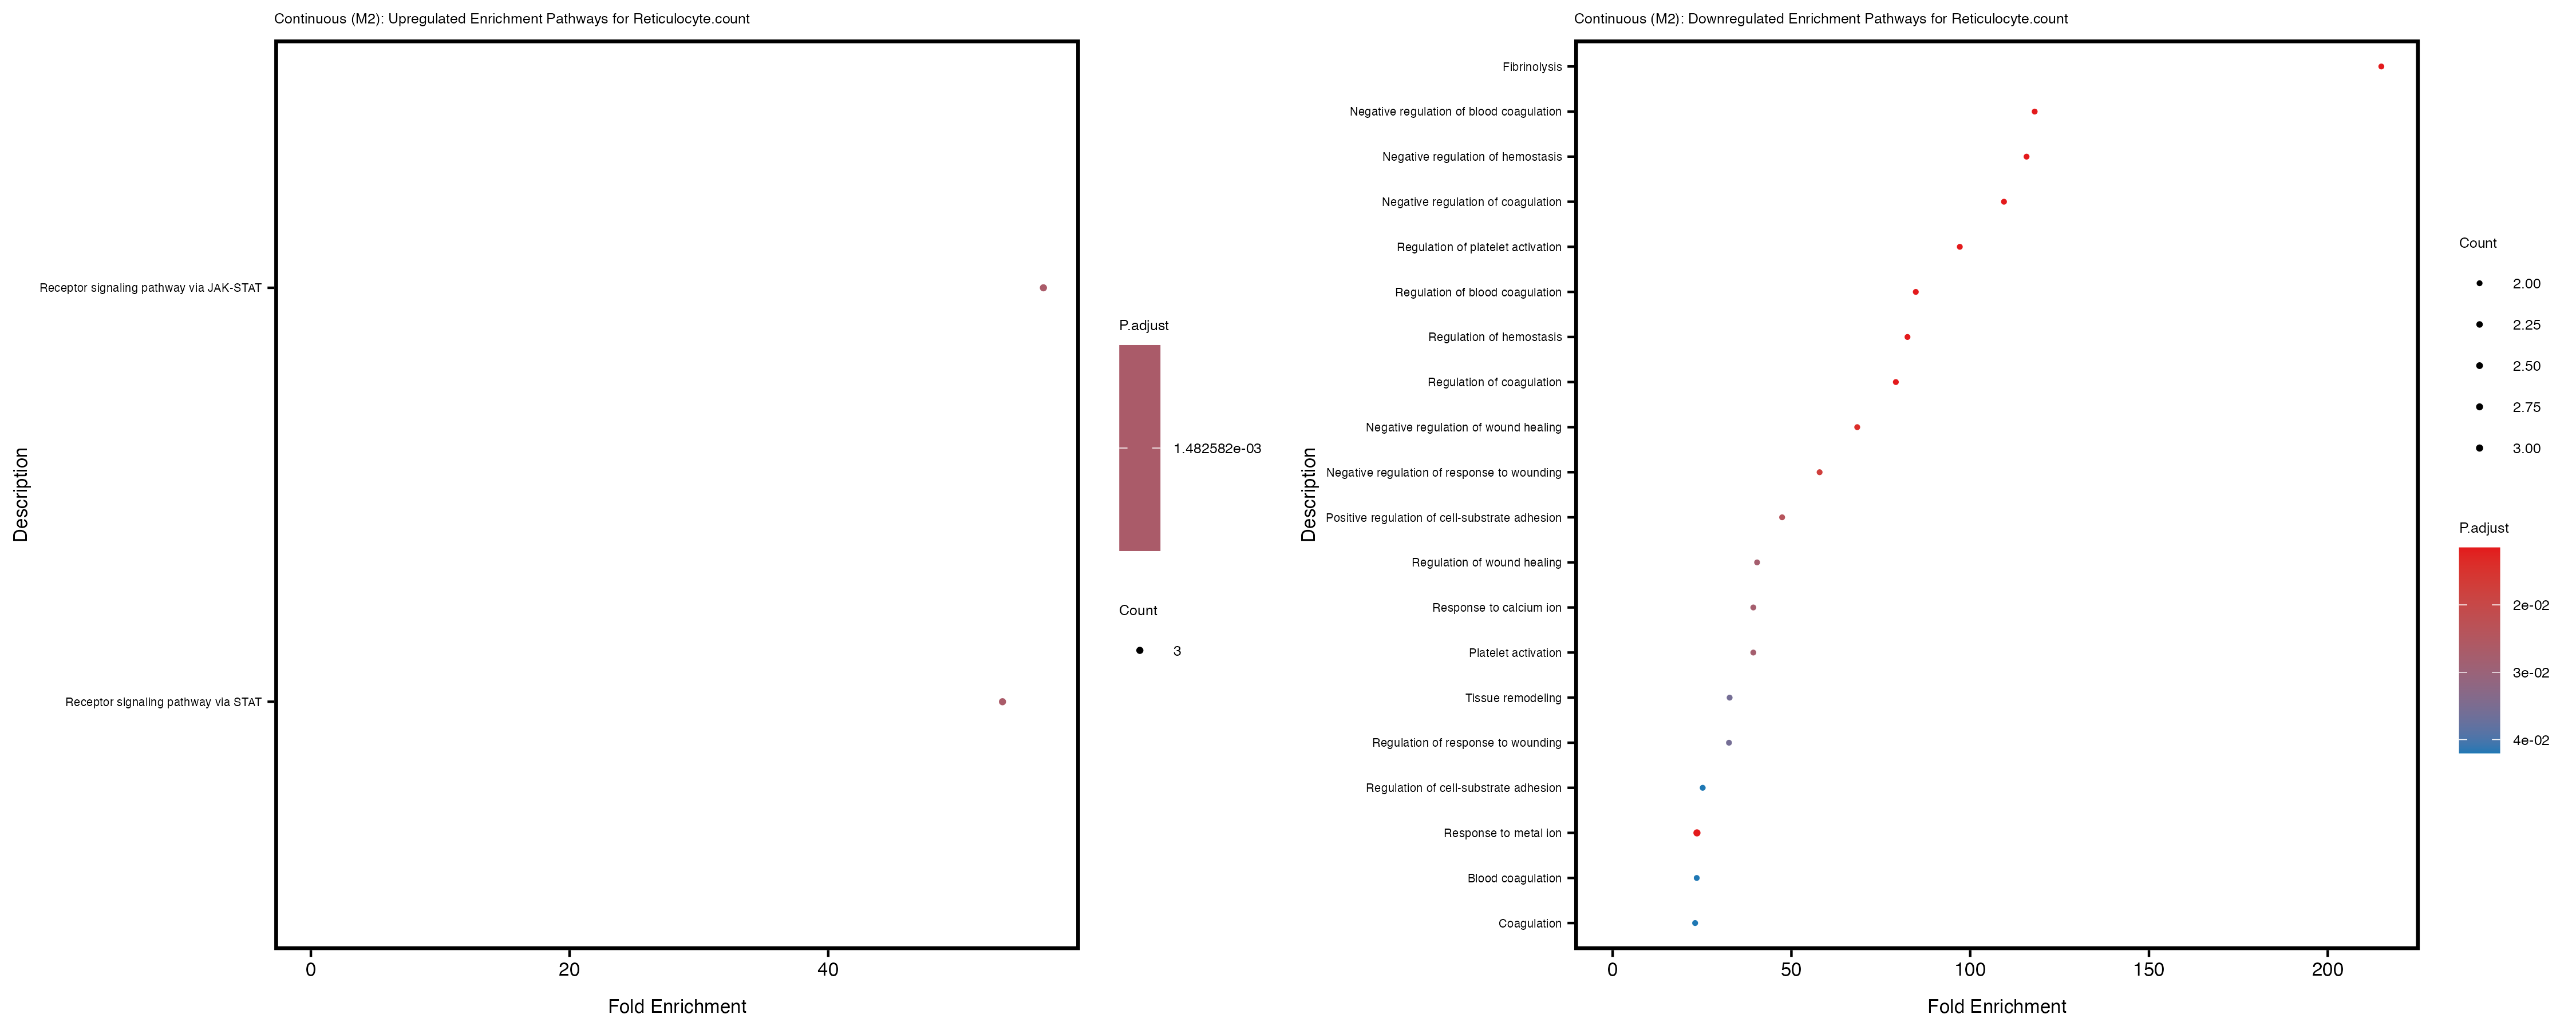 Continuous (M2): Upregulated Enrichment Pathways for Reticulocyte.count
Description
Receptor signaling pathway via JAK-STAT
Receptor signaling pathway via STAT
0
20
40
Fold Enrichment
P.adjust
1.482582e-03
Count
3
Continuous (M2): Downregulated Enrichment Pathways for Reticulocyte.count
Description
Fibrinolysis
Negative regulation of blood coagulation
Negative regulation of hemostasis
Negative regulation of coagulation
Regulation of platelet activation
Regulation of blood coagulation
Regulation of hemostasis
Regulation of coagulation
Negative regulation of wound healing
Negative regulation of response to wounding
Positive regulation of cell-substrate adhesion
Regulation of wound healing
Response to calcium ion
Platelet activation
Tissue remodeling
Regulation of response to wounding
Regulation of cell-substrate adhesion
Response to metal ion
Blood coagulation
Coagulation
0
50
100
150
200
Fold Enrichment
Count
2.00
2.25
2.50
2.75
3.00
P.adjust
2e-02
3e-02
4e-02